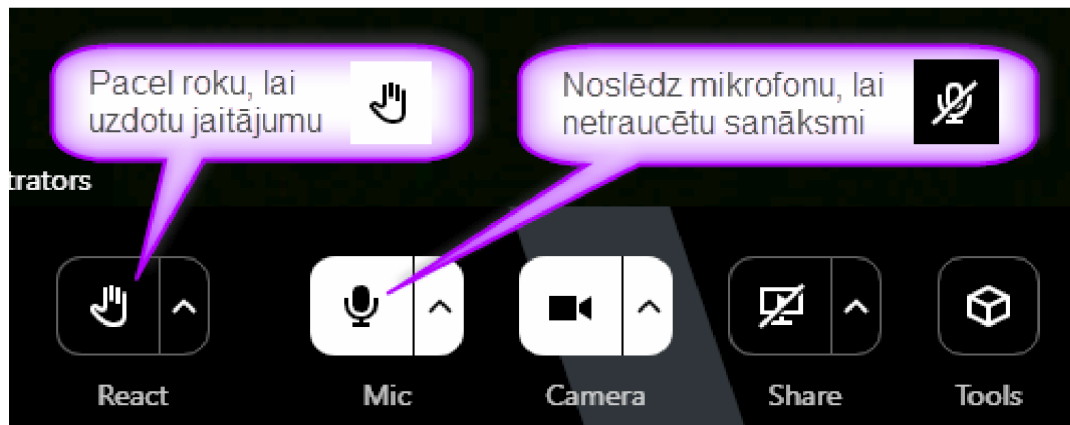 Pacel roku, lai
uzdotu jaitājumu
Noslēdz mikrofonu, lai
netraucētu sanāksmi
trators
React
Mic
Camera
Share
Tools